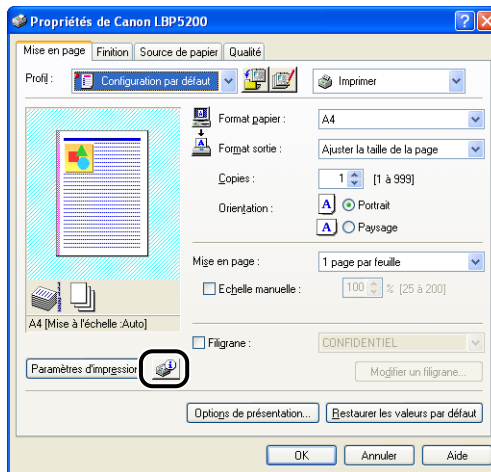 Propriétés de Canon LBP5200
Mise en page Finition Source de papier Qualité
Profil : Configuration par défaut Imprimer
Format papier : A4
Format sortie : Ajuster la taille de la page
Copies : 1 [1 à 999]
Orientation : A Portrait
A Paysage
Mise en page : 1 page par feuille
Echelle manuelle : 100 % [25 à 200]
A4 [Mise à l'échelle :Auto]
Filigrane : CONFIDENTIEL
Paramètres d'impression Modifier un filigrane...
Options de présentation... Restaurer les valeurs par défaut
OK Annuler Aide